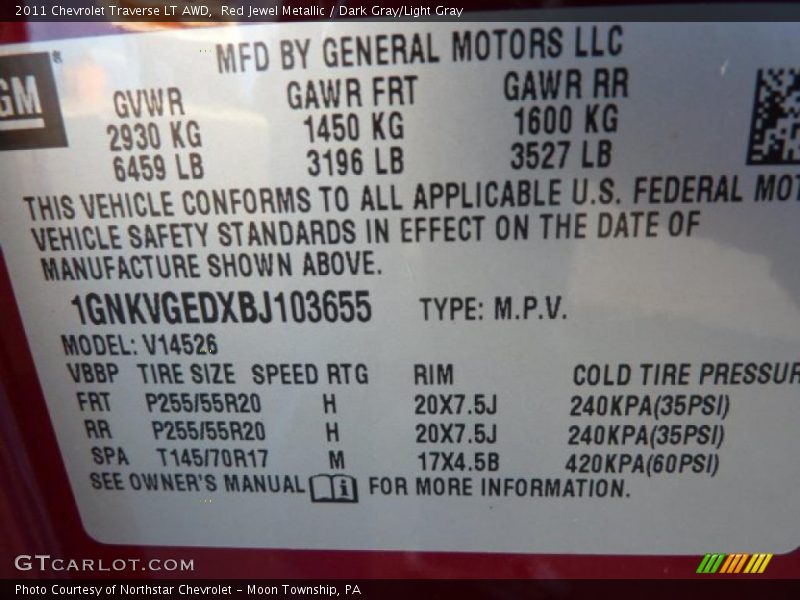 2011 Chevrolet Traverse LT AWD, Red Jewel Metallic / Dark Gray/Light Gray
GM
MFD BY GENERAL MOTORS LLC
GVWR GAWR FRT GAWR RR
2930 KG 1450 KG 1600 KG
6459 LB 3196 LB 3527 LB
THIS VEHICLE CONFORMS TO ALL APPLICABLE U.S. FEDERAL MOT
VEHICLE SAFETY STANDARDS IN EFFECT ON THE DATE OF
MANUFACTURE SHOWN ABOVE.
1GNKVGEDXBJ103655 TYPE: M.P.V.
MODEL: V14526
VBBP TIRE SIZE SPEED RTG RIM COLD TIRE PRESSUR
FRT P255/55R20 H 20X7.5J 240KPA(35PSI)
RR P255/55R20 H 20X7.5J 240KPA(35PSI)
SPA T145/70R17 M 17X4.5B 420KPA(60PSI)
SEE OWNER'S MANUAL FOR MORE INFORMATION.
GTCARLOT.COM
Photo Courtesy of Northstar Chevrolet - Moon Township, PA